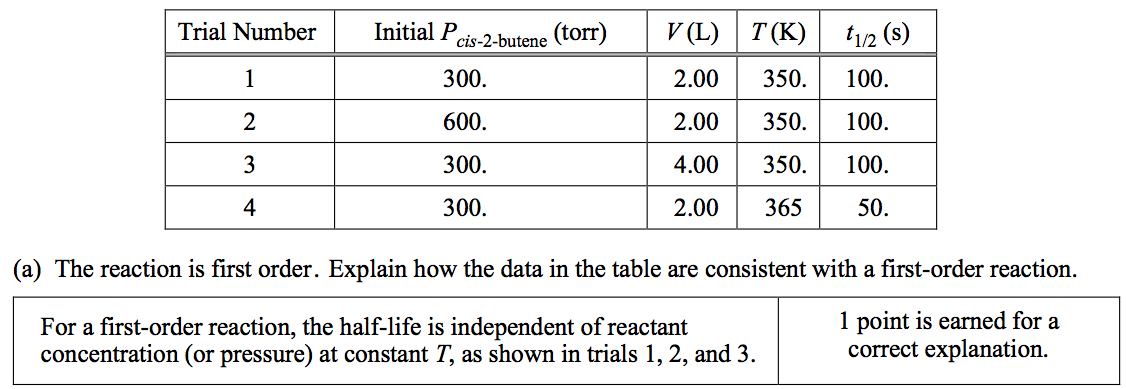 Trial Number Initial P cis-2-butene (torr) V (L) T (K) t1/2 (s)
1 300. 2.00 350. 100.
2 600. 2.00 350. 100.
3 300. 4.00 350. 100.
4 300. 2.00 365 50.
(a) The reaction is first order. Explain how the data in the table are consistent with a first-order reaction.
For a first-order reaction, the half-life is independent of reactant
concentration (or pressure) at constant T, as shown in trials 1, 2, and 3.
1 point is earned for a
correct explanation.